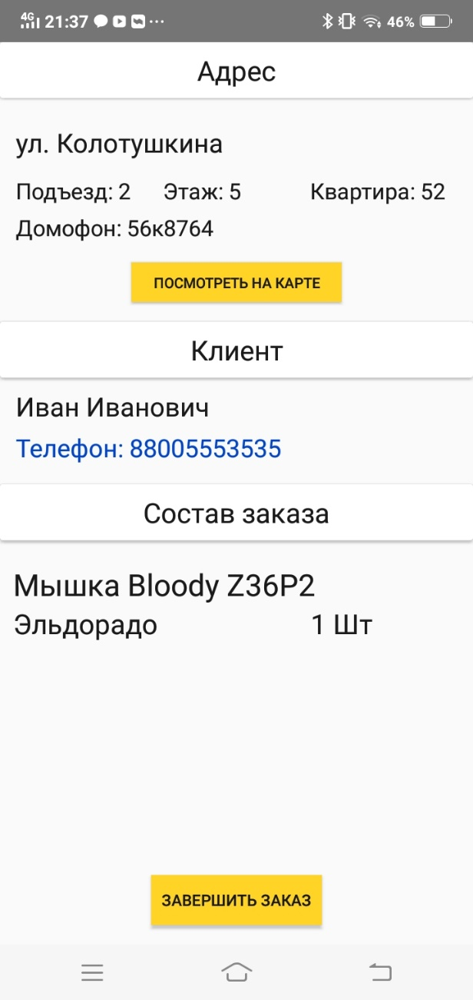 4G 21:37 46%
Адрес
ул. Колотушкина
Подъезд: 2 Этаж: 5 Квартира: 52
Домофон: 56к8764
ПОСМОТРЕТЬ НА КАРТЕ
Клиент
Иван Иванович
Телефон: 88005553535
Состав заказа
Мышка Bloody Z36P2
Эльдорадо 1 Шт
ЗАВЕРШИТЬ ЗАКАЗ